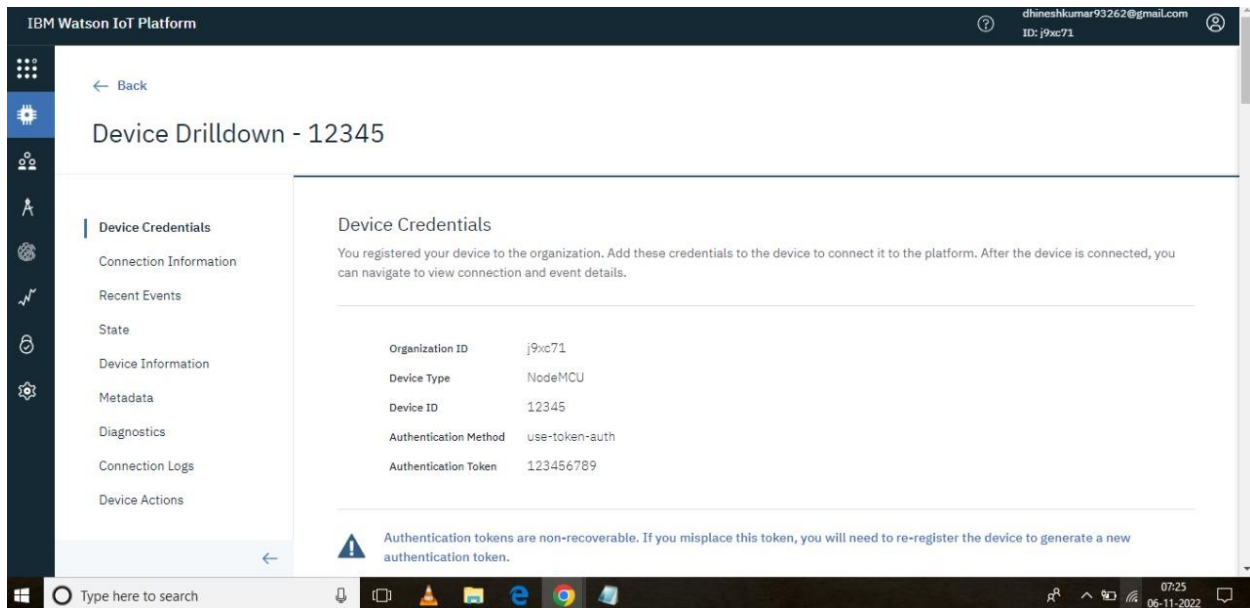 IBM Watson IoT Platform
dhineshkumar93262@gmail.com
ID: j9xc71
Back
Device Drilldown - 12345
Device Credentials
Connection Information
Recent Events
State
Device Information
Metadata
Diagnostics
Connection Logs
Device Actions
Device Credentials
You registered your device to the organization. Add these credentials to the device to connect it to the platform. After the device is connected, you
can navigate to view connection and event details.
Organization ID j9xc71
Device Type NodeMCU
Device ID 12345
Authentication Method use-token-auth
Authentication Token 123456789
Authentication tokens are non-recoverable. If you misplace this token, you will need to re-register the device to generate a new
authentication token.
Type here to search
07:25
06-11-2022